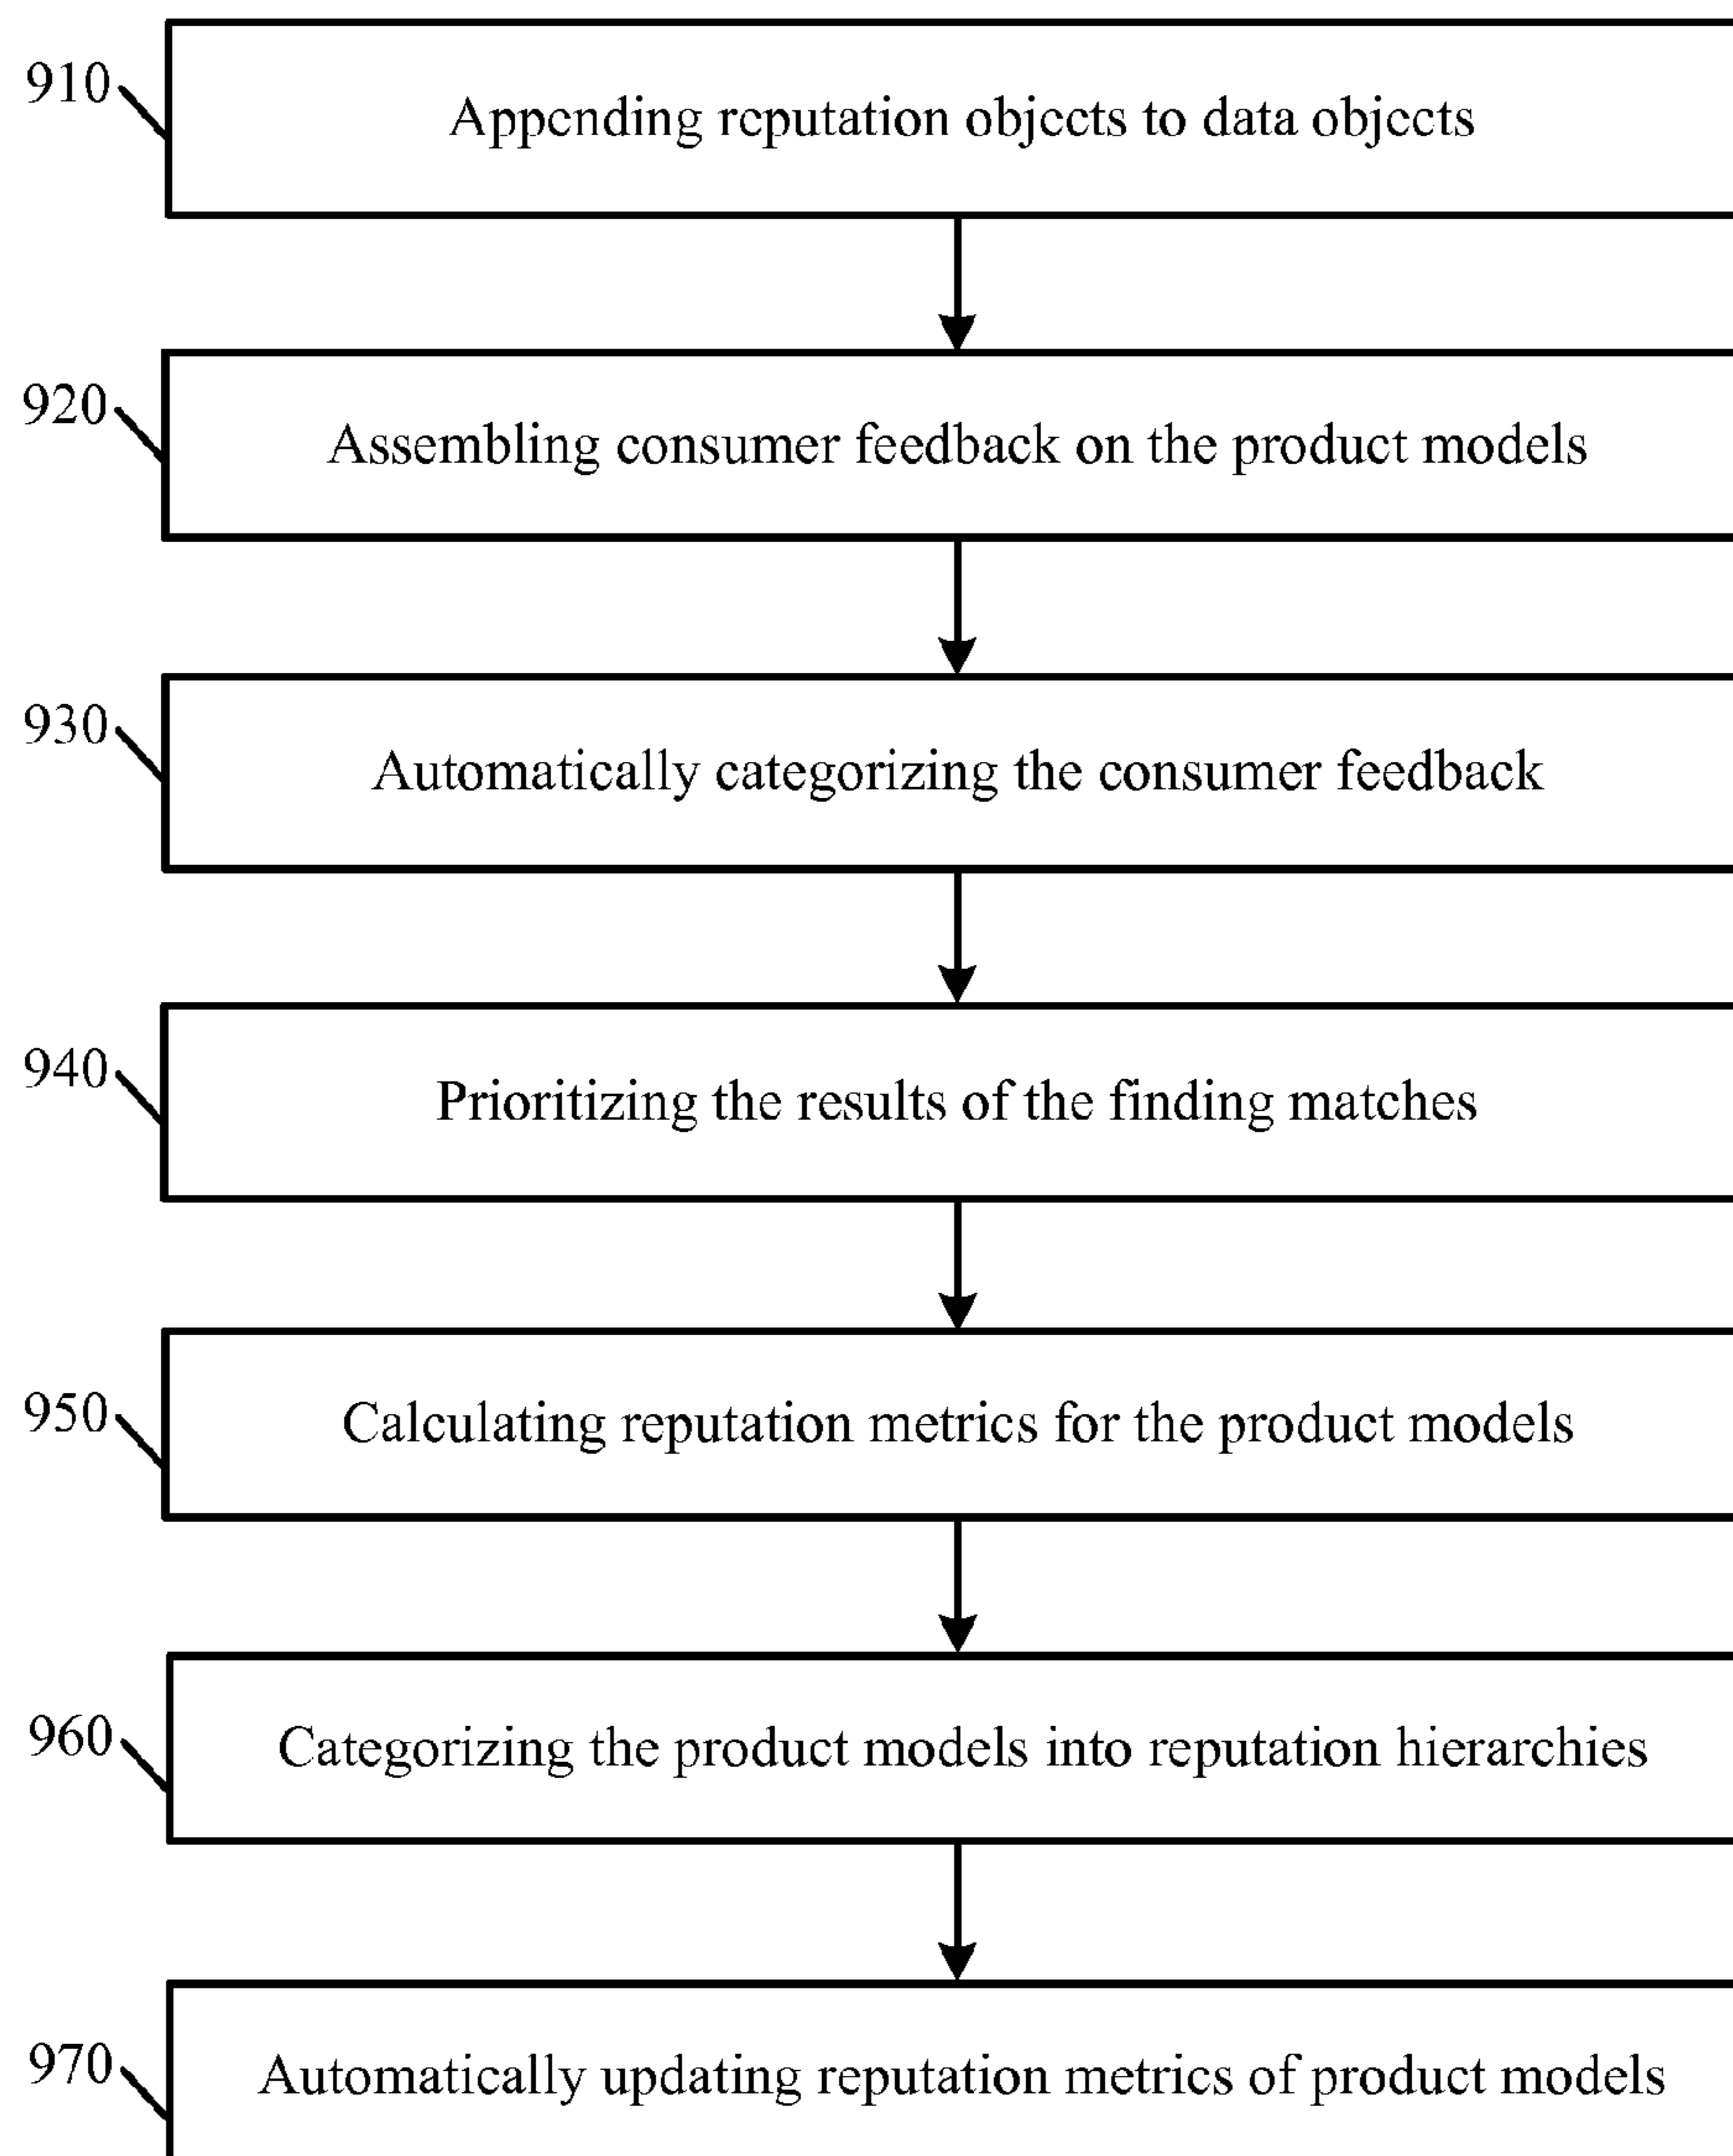 910
Appending reputation objects to data objects
920
Assembling consumer feedback on the product models
930
Automatically categorizing the consumer feedback
940
Prioritizing the results of the finding matches
950
Calculating reputation metrics for the product models
960
Categorizing the product models into reputation hierarchies
970
Automatically updating reputation metrics of product models